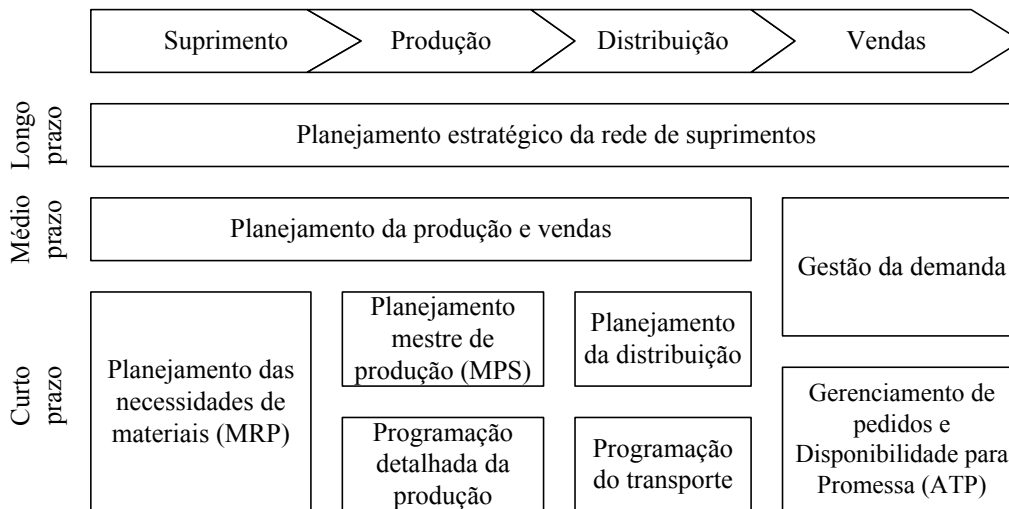 Suprimento
Produção
Distribuição
Vendas
Longo
prazo
Planejamento estratégico da rede de suprimentos
Médio
prazo
Planejamento da produção e vendas
Gestão da demanda
Curto
prazo
Planejamento das
necessidades de
materiais (MRP)
Planejamento
mestre de
produção (MPS)
Planejamento
da distribuição
Programação
detalhada da
produção
Programação
do transporte
Gerenciamento de
pedidos e
Disponibilidade para
Promessa (ATP)